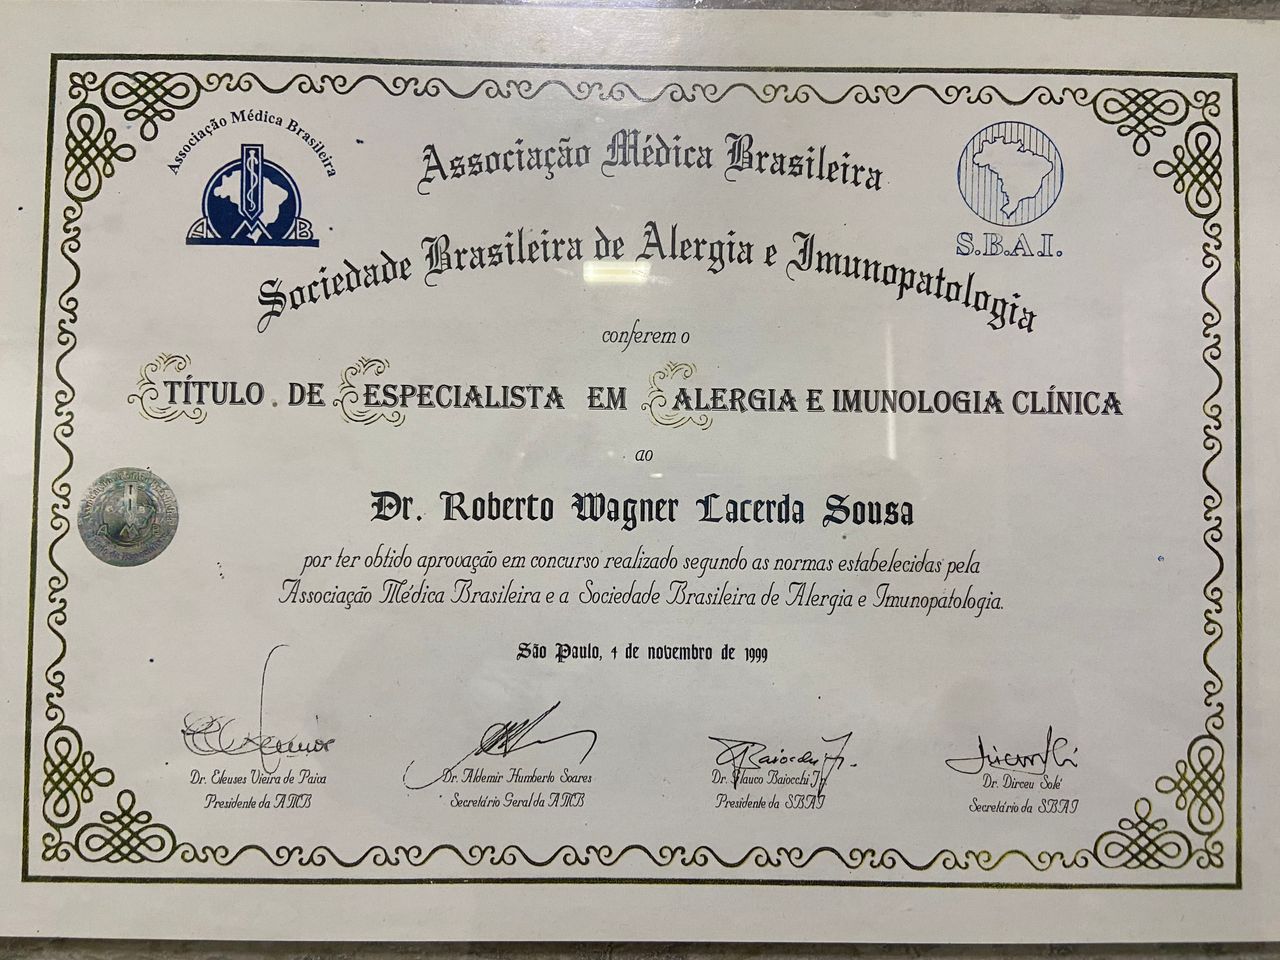 Associação Médica Brasileira
Associação Médica Brasileira
S.B.A.I.
Sociedade Brasileira de Alergia e Imunopatologia
conferem o
TÍTULO DE ESPECIALISTA EM ALERGIA E IMUNOLOGIA CLÍNICA
ao
Dr. Roberto Wagner Lacerda Sousa
por ter obtido aprovação em concurso realizado segundo as normas estabelecidas pela
Associação Médica Brasileira e a Sociedade Brasileira de Alergia e Imunopatologia.
São Paulo, 4 de novembro de 1999
Dr. Eleuses Vieira de Paiva
Presidente da AMB
Dr. Aldemir Humberto Soares
Secretário Geral da AMB
Dr. Glauco Baiocchi Jr.
Presidente da SBAI
Dr. Dirceu Solé
Secretário da SBAI